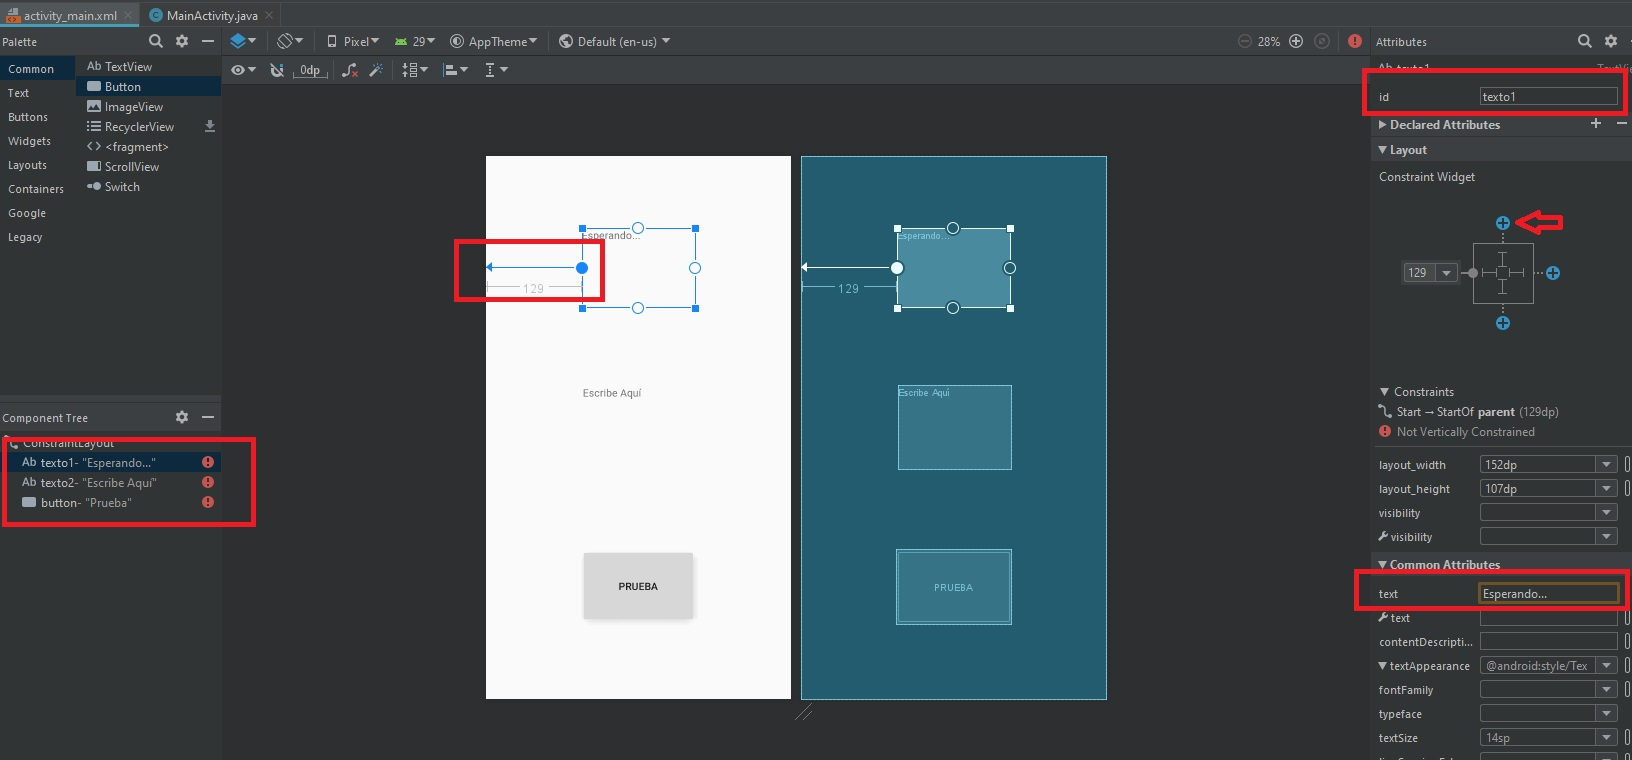 activity_main.xml
MainActivity.java
Palette
Pixel
29
AppTheme
Default (en-us)
28%
Attributes
Common
Text
Buttons
Widgets
Layouts
Containers
Google
Legacy
Ab TextView
Button
ImageView
RecyclerView
<fragment>
ScrollView
Switch
0dp
Esperando...
129
Escribe Aquí
PRUEBA
Esperando...
129
Escribe Aquí
PRUEBA
Component Tree
ConstraintLayout
Ab texto1- "Esperando..."
Ab texto2- "Escribe Aquí"
button- "Prueba"
Ab texto1
id texto1
Declared Attributes
Layout
Constraint Widget
129
Constraints
Start → StartOf parent (129dp)
Not Vertically Constrained
layout_width 152dp
layout_height 107dp
visibility
visibility
Common Attributes
text Esperando...
text
contentDescripti...
textAppearance @android:style/Tex
fontFamily
typeface
textSize 14sp